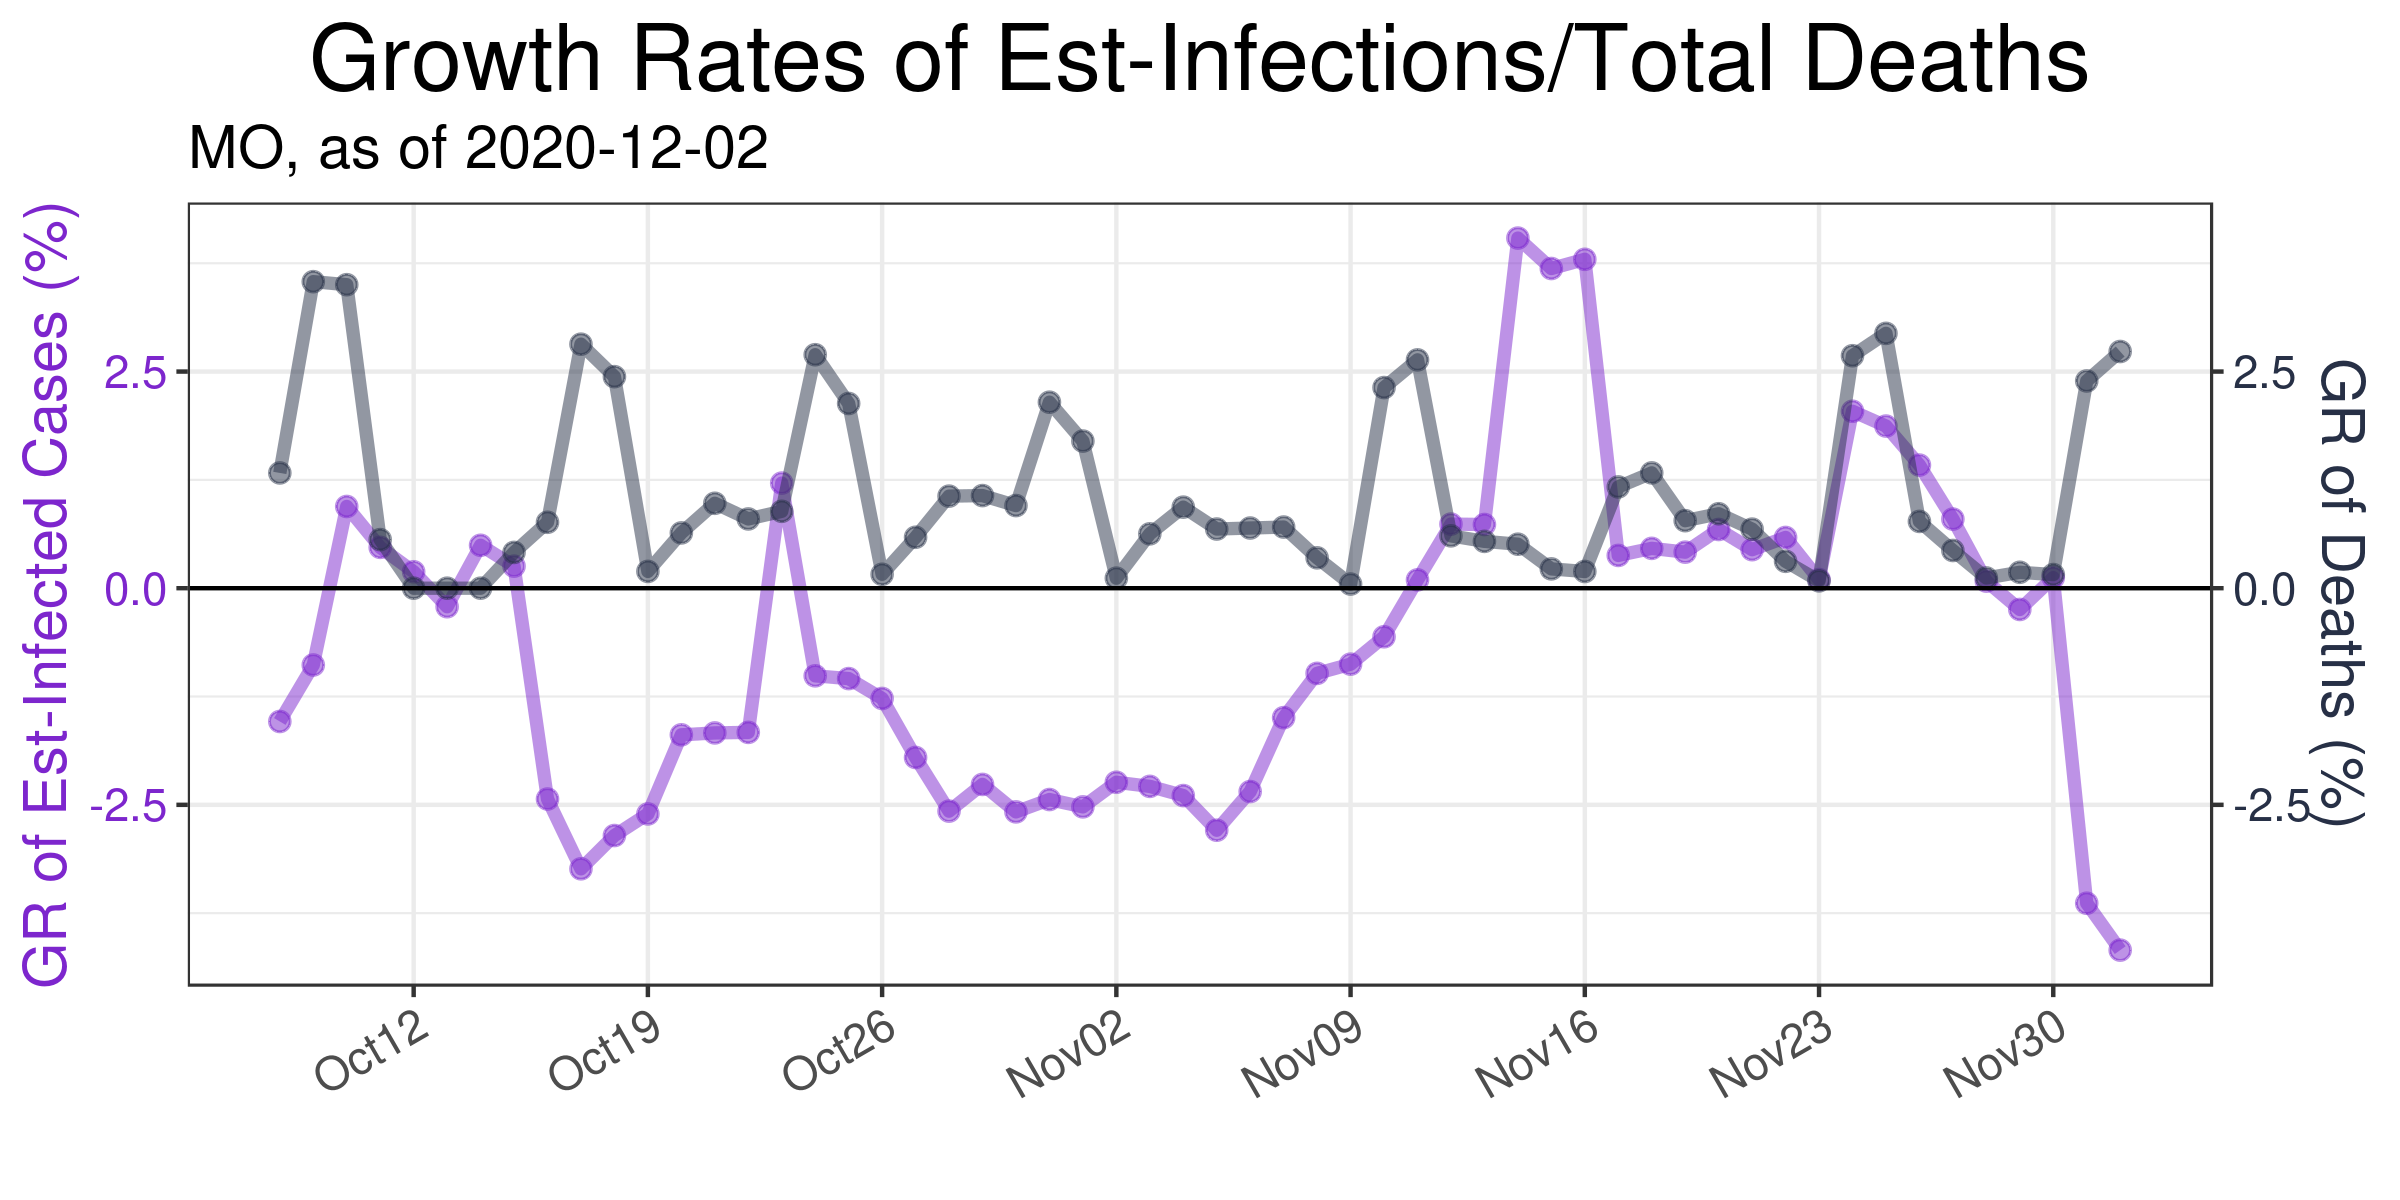 Growth Rates of Est-Infections/Total Deaths
MO, as of 2020-12-02
GR of Est-Infected Cases (%)
2.5
0.0
-2.5
2.5
0.0
-2.5
GR of Deaths (%)
Oct12
Oct19
Oct26
Nov02
Nov09
Nov16
Nov23
Nov30